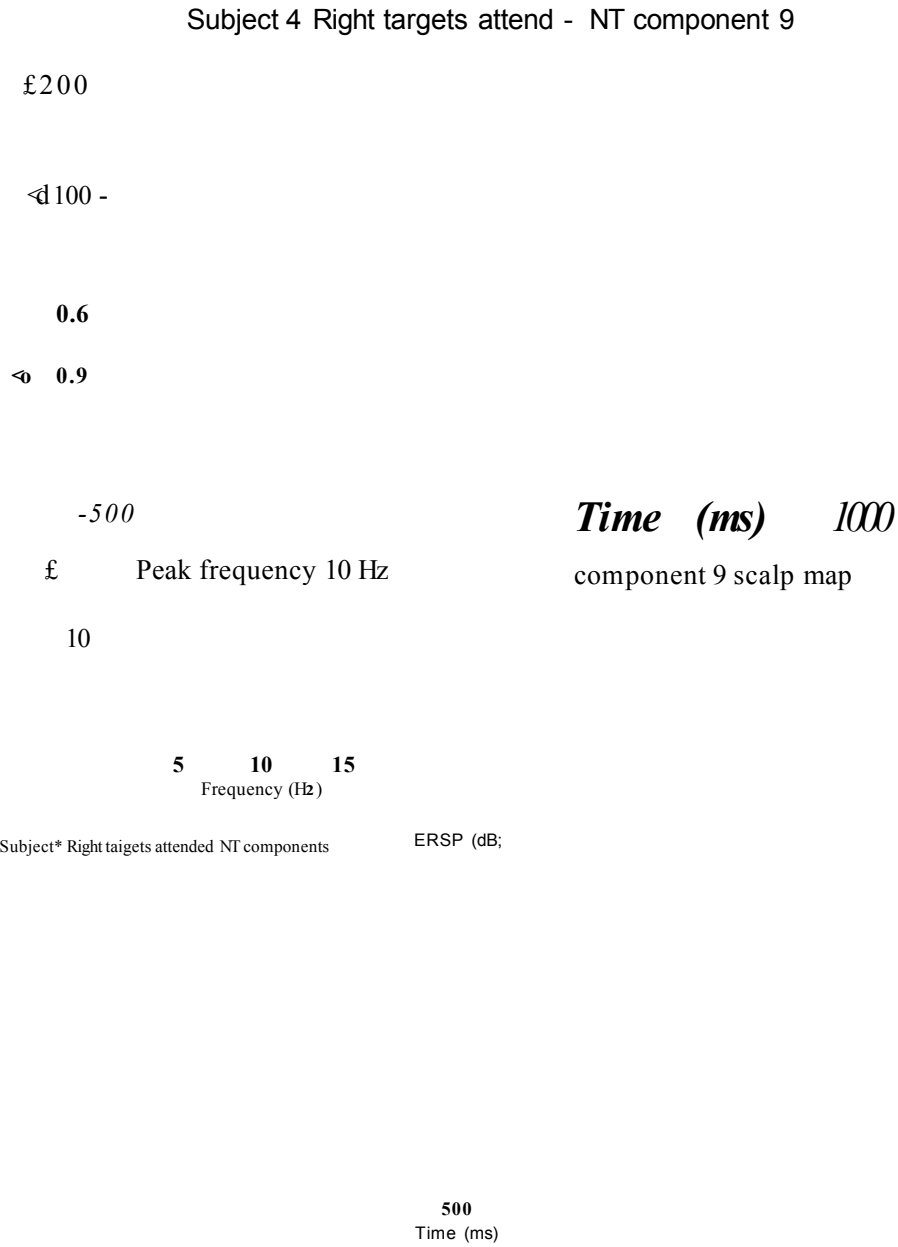 Subject 4 Right targets attend - NT component 9
£200
<d 100 -
0.6
<o 0.9
-500 Time (ms) 1000
£ Peak frequency 10 Hz component 9 scalp map
10
5 10 15
Frequency (H2)
Subject* Right taigets attended NT components ERSP (dB;
500
Time (ms)